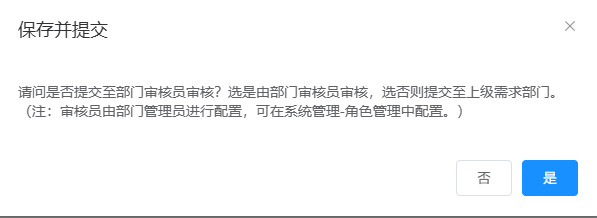 保存并提交
请问是否提交至部门审核员审核？选是由部门审核员审核，选否则提交至上级需求部门。
（注：审核员由部门管理员进行配置，可在系统管理-角色管理中配置。）
否 是